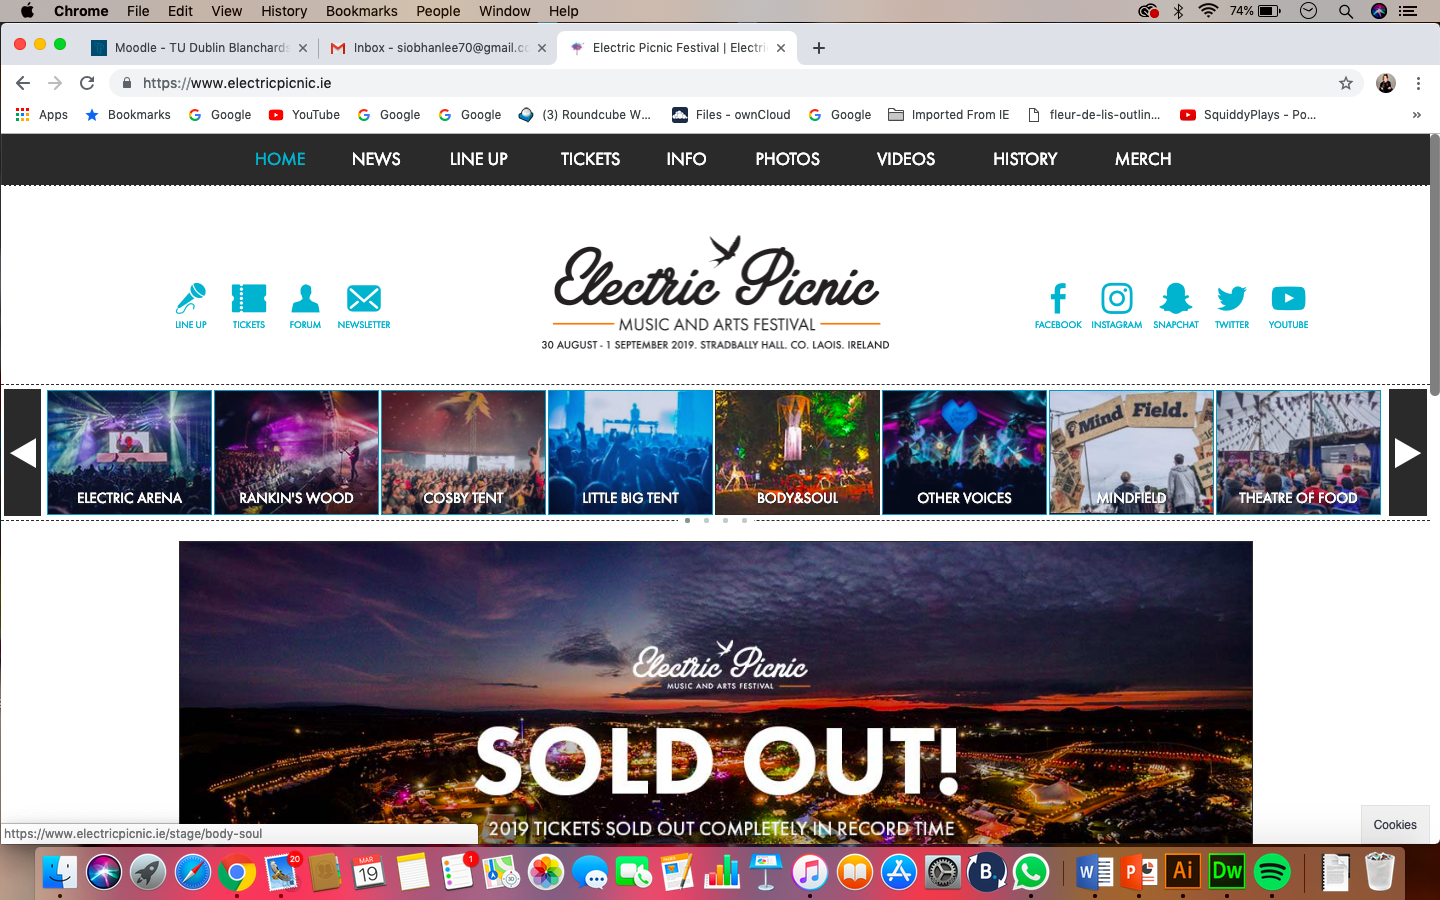 Chrome File Edit View History Bookmarks People Window Help 74%
Moodle - TU Dublin Blanchards Inbox - siobhanlee70@gmail.co Electric Picnic Festival | Electri
https://www.electricpicnic.ie
Apps Bookmarks Google YouTube Google Google (3) Roundcube W... Files - ownCloud Google Imported From IE fleur-de-lis-outlin... SquiddyPlays - Po... »
HOME NEWS LINE UP TICKETS INFO PHOTOS VIDEOS HISTORY MERCH
Electric Picnic
MUSIC AND ARTS FESTIVAL
30 AUGUST - 1 SEPTEMBER 2019. STRADBALLY HALL. CO. LAOIS. IRELAND
LINE UP TICKETS FORUM NEWSLETTER
FACEBOOK INSTAGRAM SNAPCHAT TWITTER YOUTUBE
Mind Field.
ELECTRIC ARENA RANKIN'S WOOD COSBY TENT LITTLE BIG TENT BODY&SOUL OTHER VOICES MINDFIELD THEATRE OF FOOD
Electric Picnic
MUSIC AND ARTS FESTIVAL
SOLD OUT!
2019 TICKETS SOLD OUT COMPLETELY IN RECORD TIME
Cookies
https://www.electricpicnic.ie/stage/body-soul
20 MAR 19 1 B W P Ai Dw